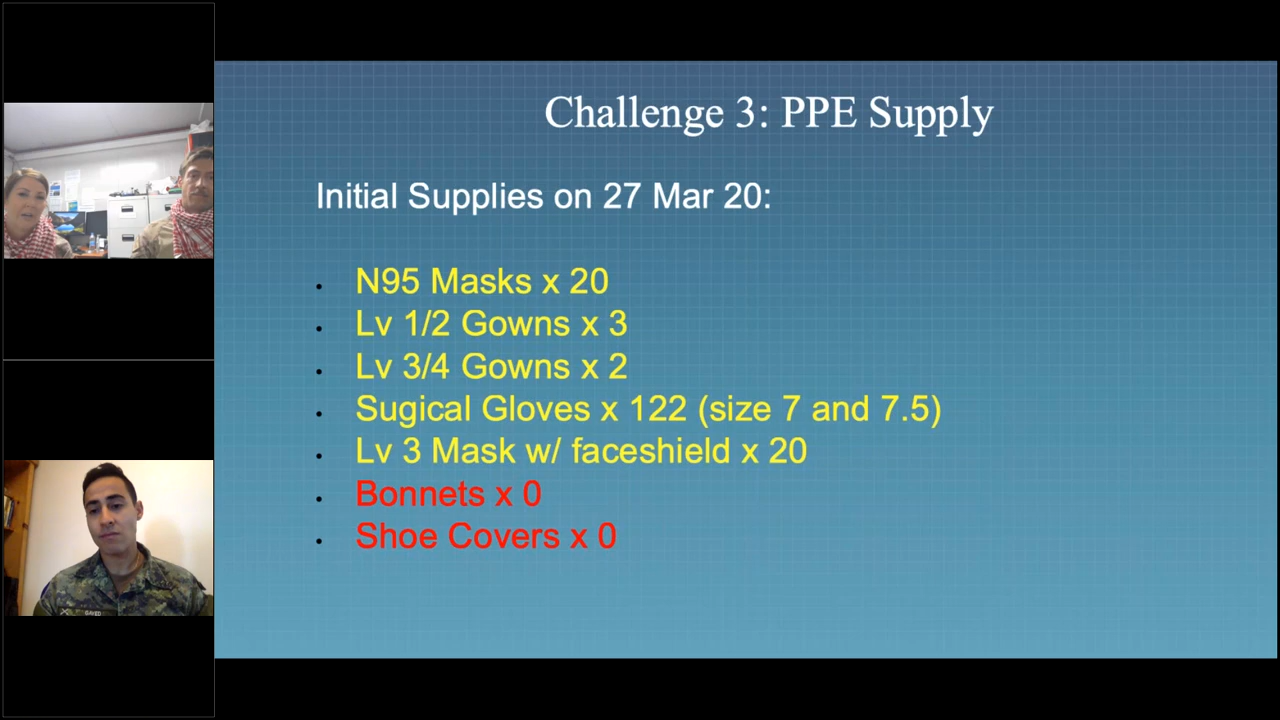 Challenge 3: PPE Supply
Initial Supplies on 27 Mar 20:
• N95 Masks x 20
• Lv 1/2 Gowns x 3
• Lv 3/4 Gowns x 2
• Sugical Gloves x 122 (size 7 and 7.5)
• Lv 3 Mask w/ faceshield x 20
• Bonnets x 0
• Shoe Covers x 0